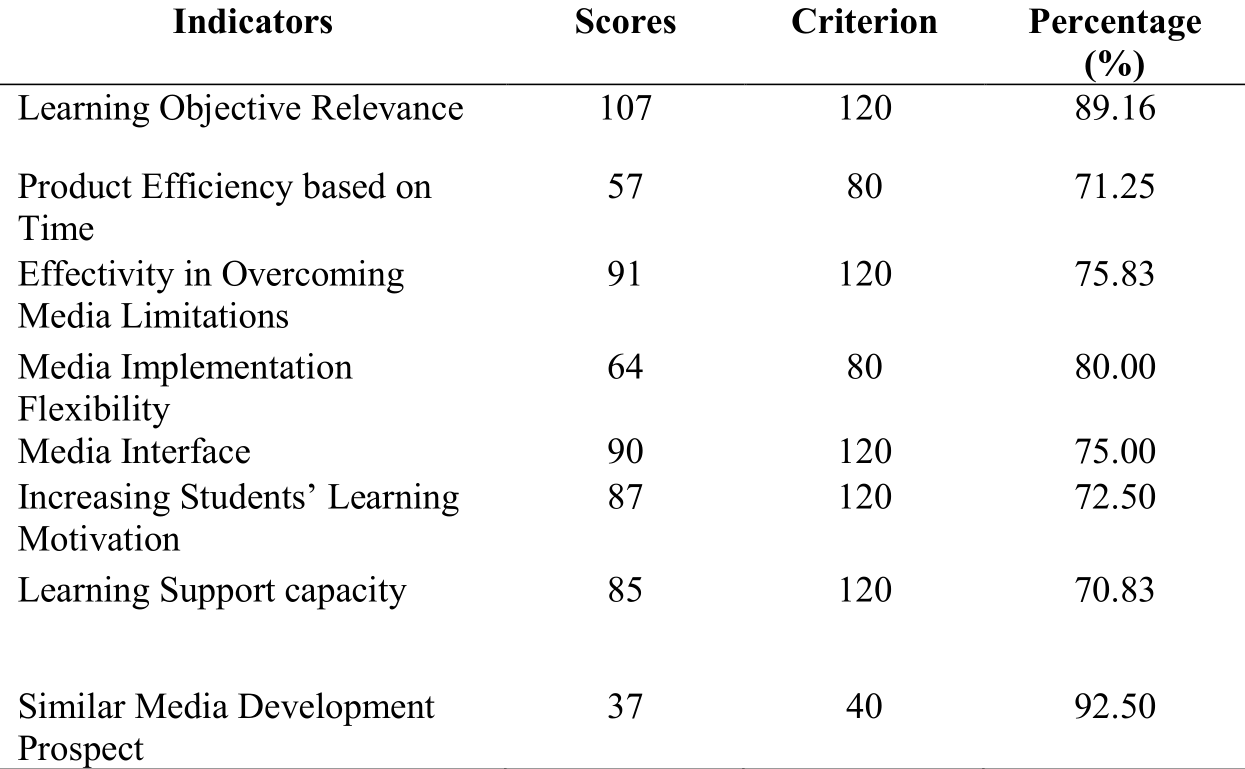 Indicators Scores Criterion Percentage
(%)
Learning Objective Relevance 107 120 89.16
Product Efficiency based on 57 80 71.25
Time
Effectivity in Overcoming 91 120 75.83
Media Limitations
Media Implementation 64 80 80.00
Flexibility
Media Interface 90 120 75.00
Increasing Students’ Learning 87 120 72.50
Motivation
Learning Support capacity 85 120 70.83
Similar Media Development 37 40 92.50
Prospect